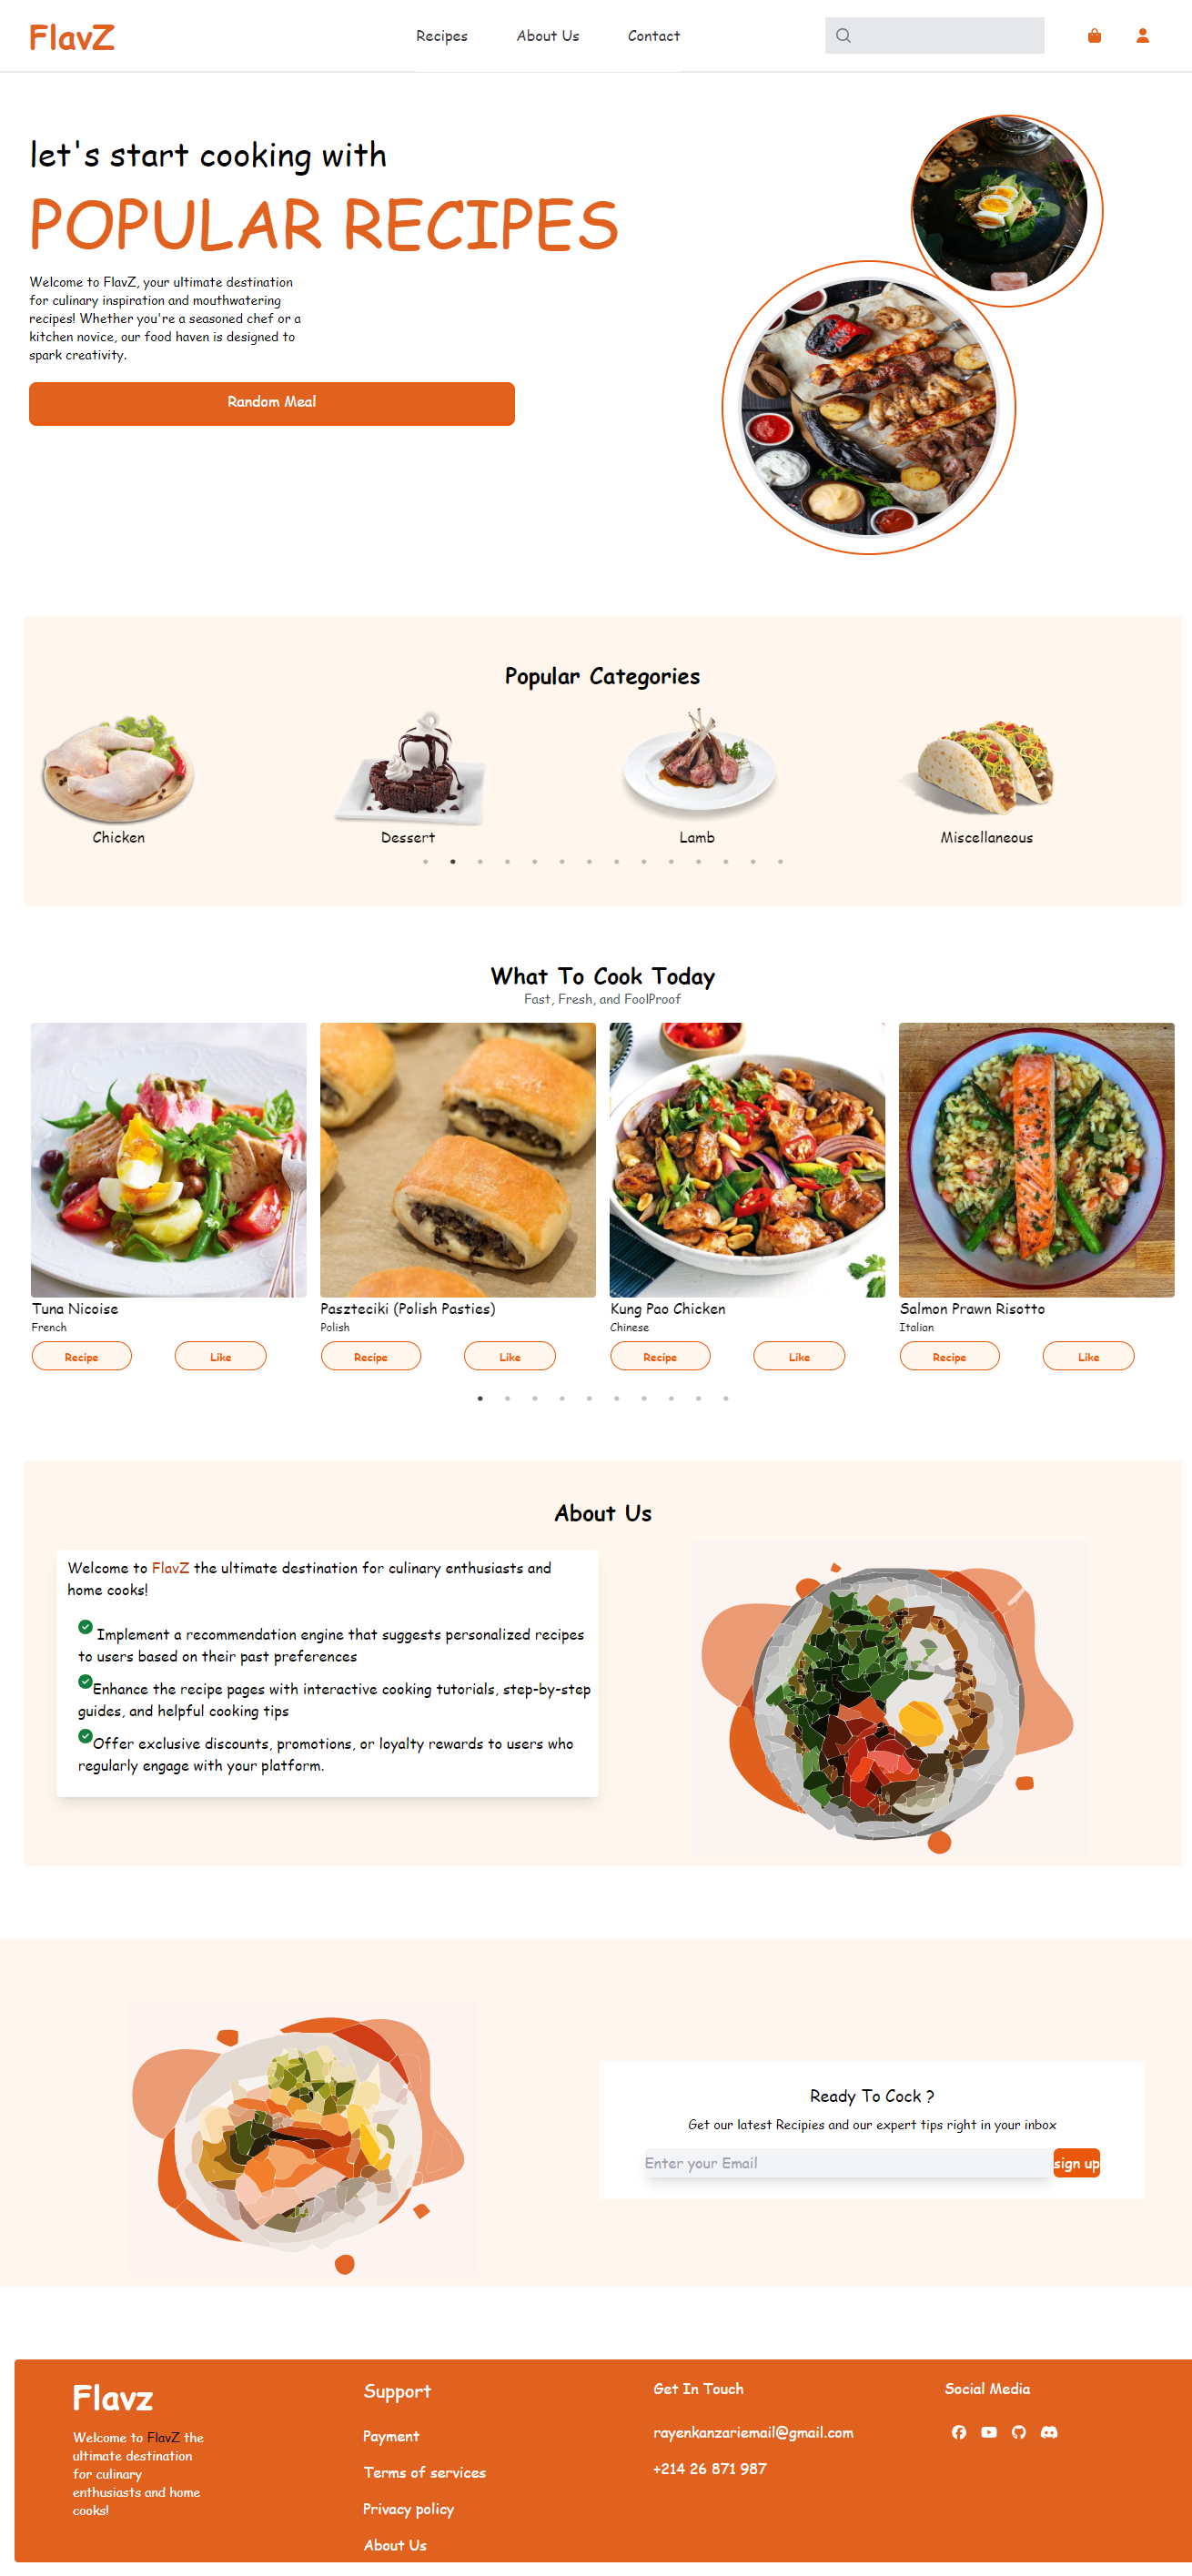 FlavZ
Recipes
About Us
Contact
let's start cooking with
POPULAR RECIPES
Welcome to FlavZ, your ultimate destination
for culinary inspiration and mouthwatering
recipes! Whether you're a seasoned chef or a
kitchen novice, our food haven is designed to
spark creativity.
Random Meal
Popular Categories
Chicken
Dessert
Lamb
Miscellaneous
What To Cook Today
Fast, Fresh, and FoolProof
Tuna Nicoise
French
Recipe
Like
Paszteciki (Polish Pasties)
Polish
Recipe
Like
Kung Pao Chicken
Chinese
Recipe
Like
Salmon Prawn Risotto
Italian
Recipe
Like
About Us
Welcome to FlavZ the ultimate destination for culinary enthusiasts and
home cooks!
Implement a recommendation engine that suggests personalized recipes
to users based on their past preferences
Enhance the recipe pages with interactive cooking tutorials, step-by-step
guides, and helpful cooking tips
Offer exclusive discounts, promotions, or loyalty rewards to users who
regularly engage with your platform.
Ready To Cock ?
Get our latest Recipies and our expert tips right in your inbox
Enter your Email
sign up
Flavz
Welcome to FlavZ the
ultimate destination
for culinary
enthusiasts and home
cooks!
Support
Payment
Terms of services
Privacy policy
About Us
Get In Touch
rayenkanzariemail@gmail.com
+214 26 871 987
Social Media